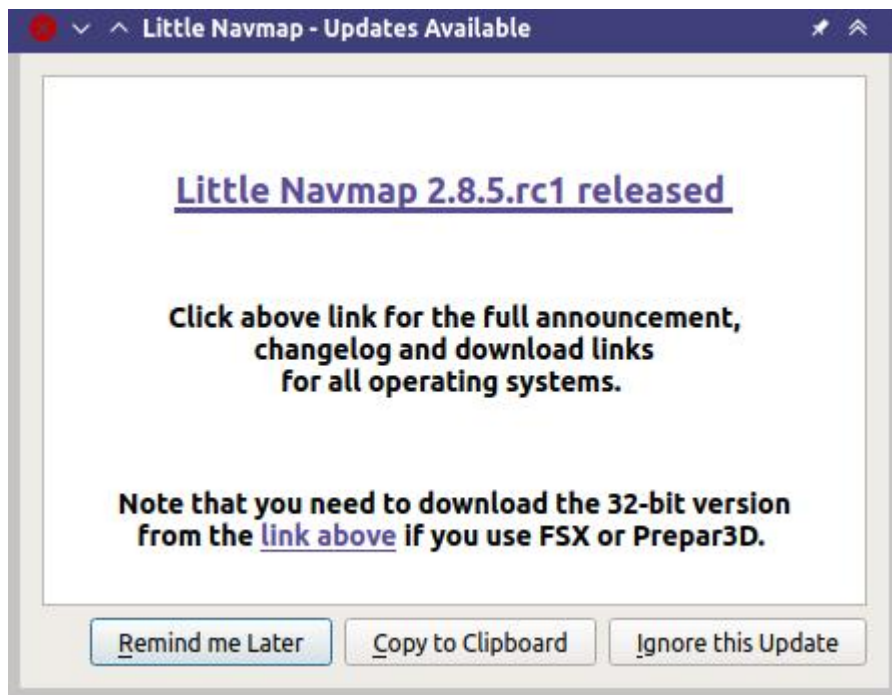 Little Navmap - Updates Available
Little Navmap 2.8.5.rc1 released
Click above link for the full announcement,
changelog and download links
for all operating systems.
Note that you need to download the 32-bit version
from the link above if you use FSX or Prepar3D.
Remind me Later Copy to Clipboard Ignore this Update